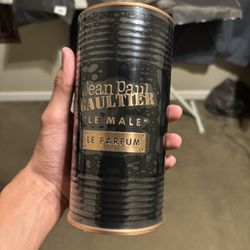 Jean Paul
GAULTIER
"LE MALE"
LE PARFUM